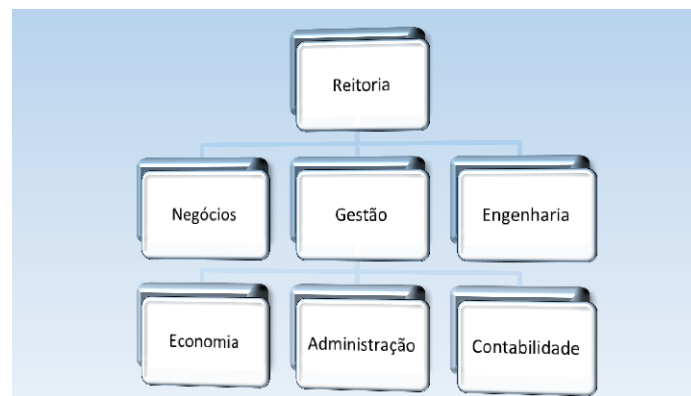 Reitoria
Negócios
Gestão
Engenharia
Economia
Administração
Contabilidade